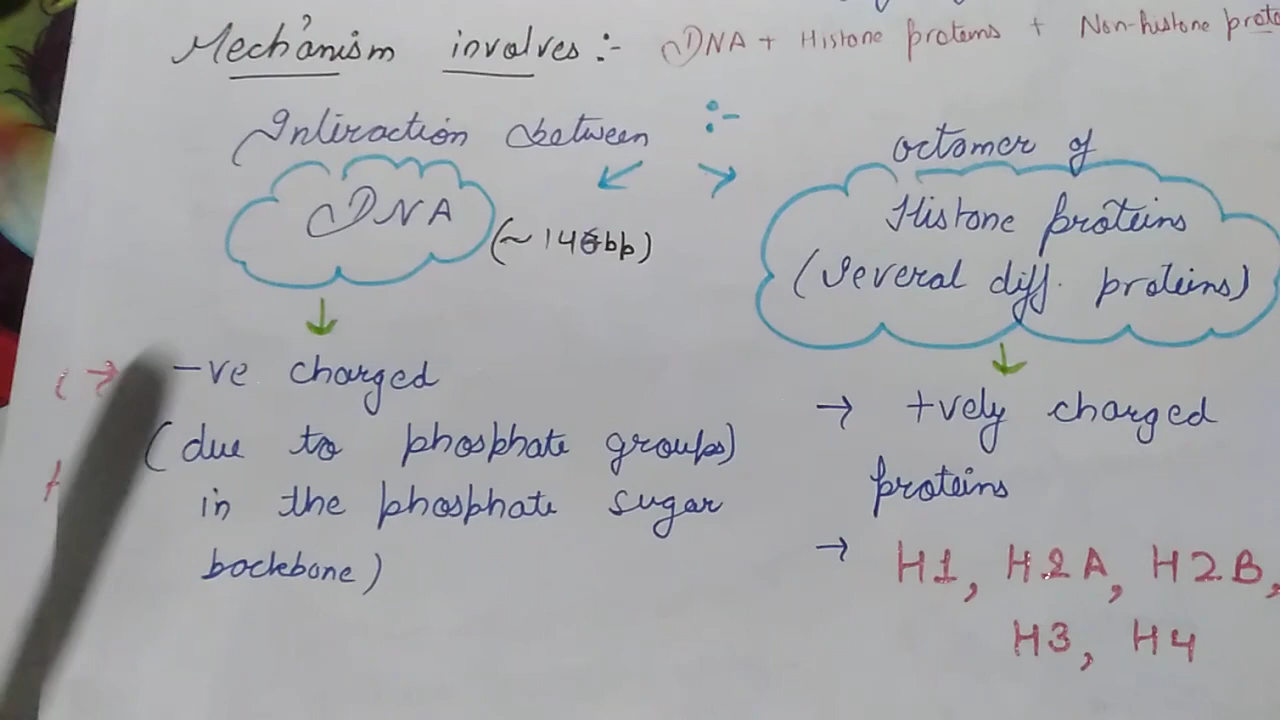 Mechanism involves :- DNA + Histone proteins + Non-histone prote
Interaction between :-
DNA (~146bp)
octomer of
Histone proteins
(Several diff. proteins)
-ve charged
(due to phosphate groups)
in the phosphate sugar
backbone)
→ +vely charged
proteins
→ H1, H2A, H2B,
H3, H4